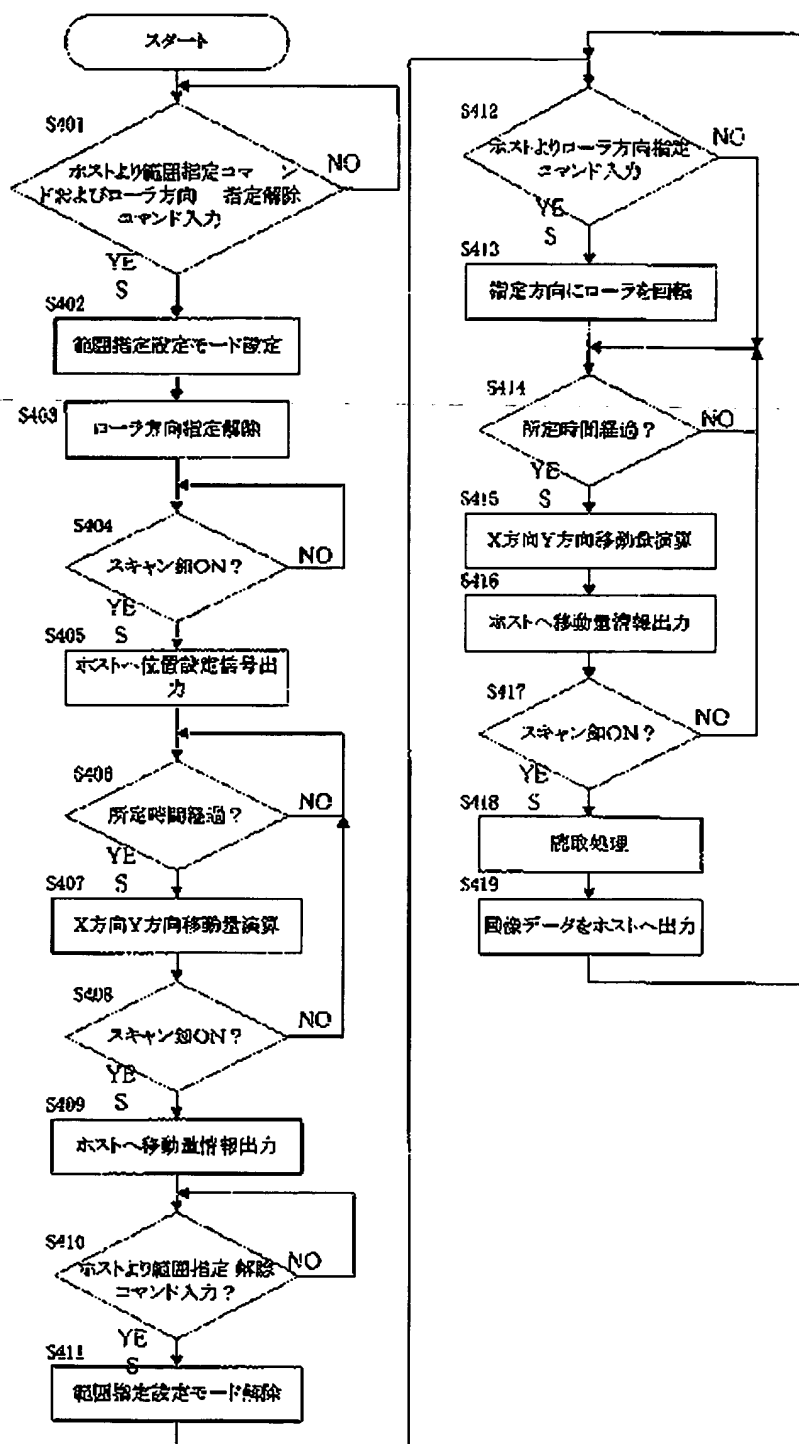 スタート
S401
ホストより範囲指定コマン
ドおよびローラ方向 指定解除
コマンド入力
NO
YE
S
S402
範囲指定設定モード設定
S403
ローラ方向指定解除
S404
スキャン釦ON?
NO
YE
S
S405
ホストへ位置設定信号出
力
S406
所定時間経過?
NO
YE
S
S407
X方向Y方向移動量演算
S408
スキャン釦ON?
NO
YE
S
S409
ホストへ移動量情報出力
S410
ホストより範囲指定 解除
コマンド入力?
NO
YE
S
S411
範囲指定設定モード解除
S412
ホストよりローラ方向指定
コマンド入力
NO
YE
S
S413
指定方向にローラを回転
S414
所定時間経過?
NO
YE
S
S415
X方向Y方向移動量演算
S416
ホストへ移動量情報出力
S417
スキャン釦ON?
NO
YE
S
S418
読取処理
S419
画像データをホストへ出力